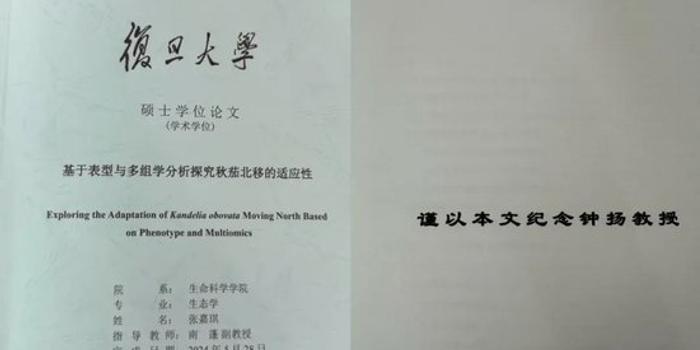 復旦大學
硕士学位论文
(学术学位)
基于表型与多组学分析探究秋茄北移的适应性
Exploring the Adaptation of Kandelia obovata Moving North Based
on Phenotype and Multiomics
院 系： 生命科学学院
专 业： 生态学
姓 名： 张嘉琪
指 导 教 师： 南 蓬 副教授
谨以本文纪念钟扬教授